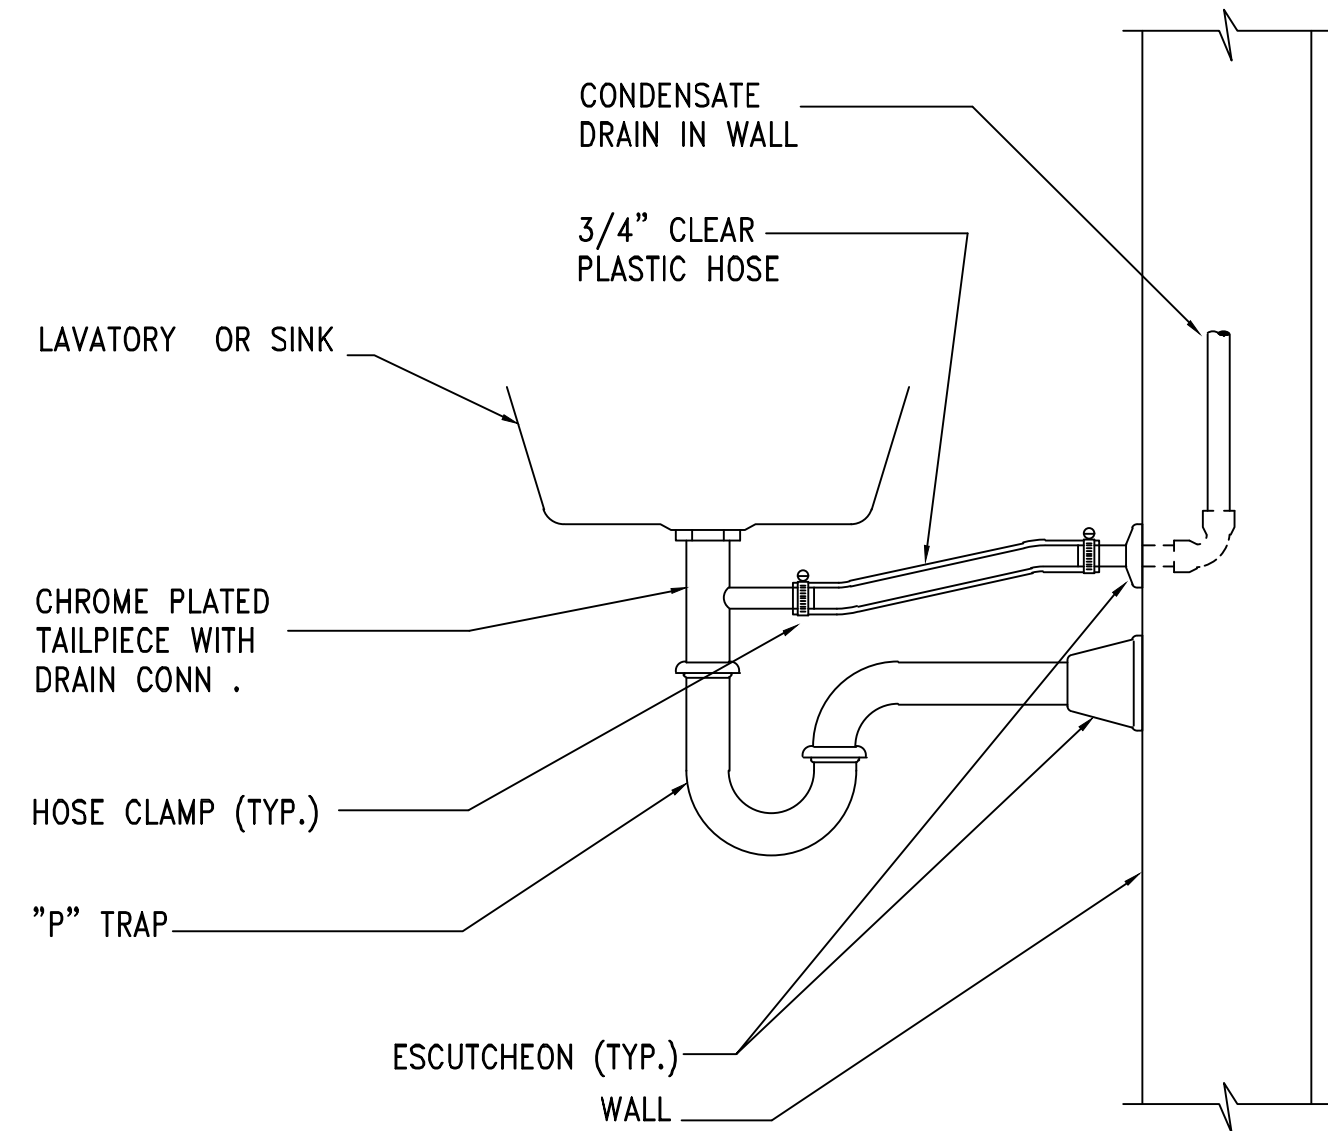 CONDENSATE
DRAIN IN WALL
3/4" CLEAR
PLASTIC HOSE
LAVATORY OR SINK
CHROME PLATED
TAILPIECE WITH
DRAIN CONN .
HOSE CLAMP (TYP.)
"P" TRAP
ESCUTCHEON (TYP.)
WALL